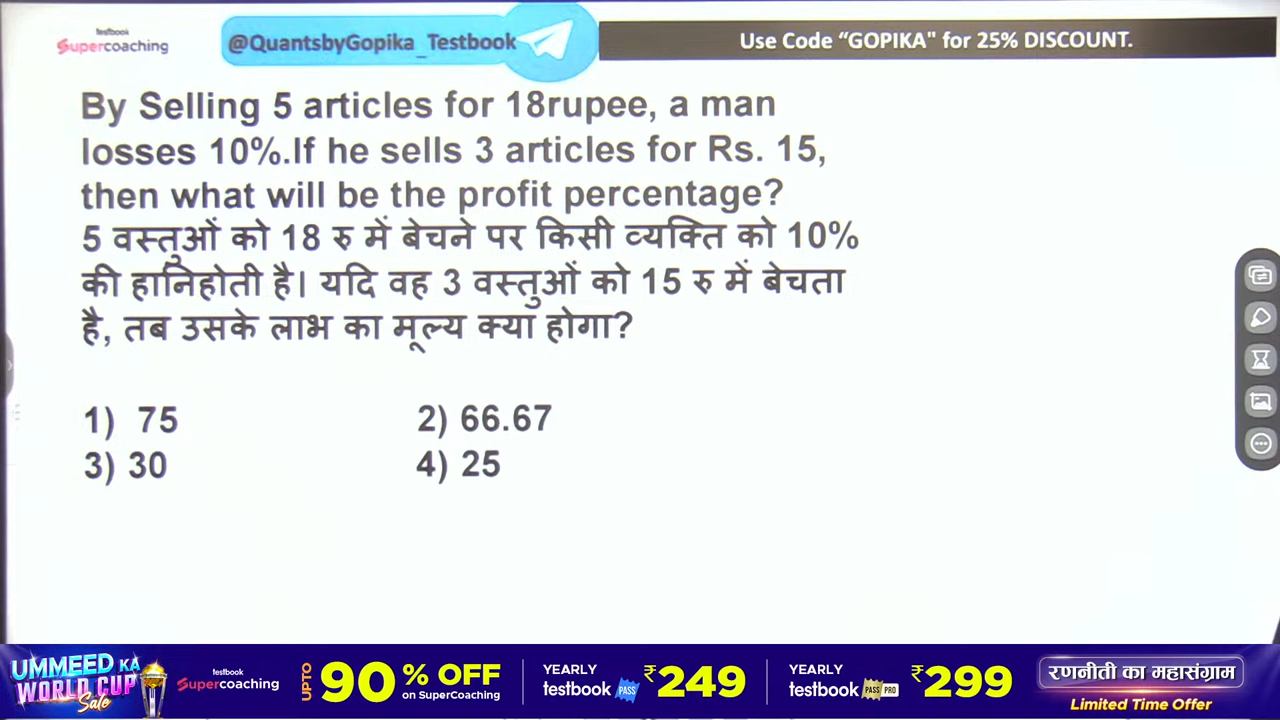 testbook
Supercoaching
@QuantsbyGopika_Testbook
Use Code “GOPIKA" for 25% DISCOUNT.
By Selling 5 articles for 18rupee, a man
losses 10%.If he sells 3 articles for Rs. 15,
then what will be the profit percentage?
5 वस्तुओं को 18 रु में बेचने पर किसी व्यक्ति को 10%
की हानिहोती है। यदि वह 3 वस्तुओं को 15 रु में बेचता
है, तब उसके लाभ का मूल्य क्या होगा?
1) 75
2) 66.67
3) 30
4) 25
UMMEED KA
WORLD CUP
Sale
testbook
Supercoaching
UPTO
90% OFF
on SuperCoaching
YEARLY
testbook PASS
₹249
YEARLY
testbook PASS PRO
₹299
रणनीती का महासंग्राम
Limited Time Offer